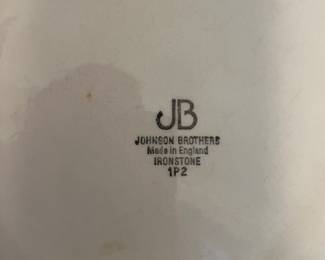 JB
JOHNSON BROTHERS
Made in England
IRONSTONE
1P2